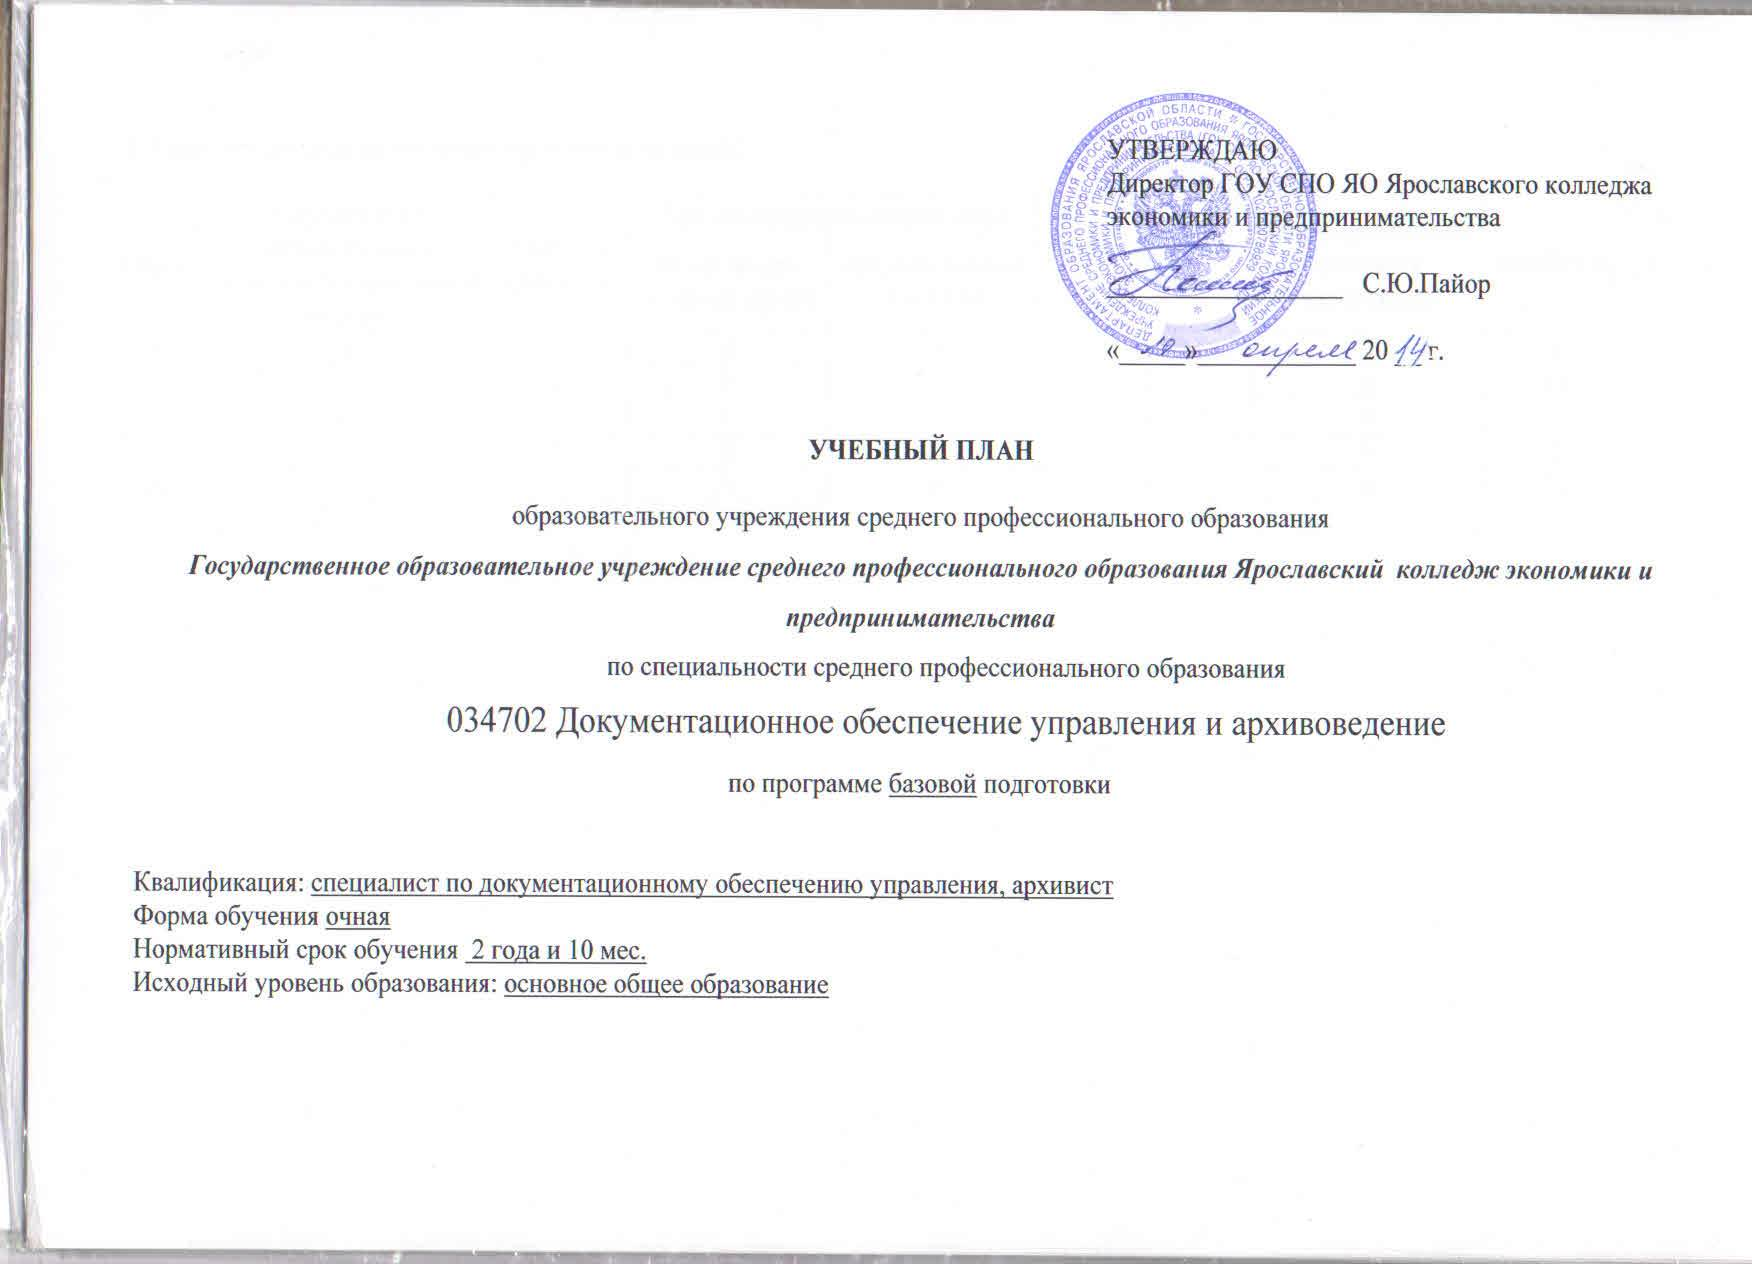 УТВЕРЖДАЮ
Директор ГОУ СПО ЯО Ярославского колледжа
экономики и предпринимательства
С.Ю.Пайор
« » апреля 20 14 г.
УЧЕБНЫЙ ПЛАН
образовательного учреждения среднего профессионального образования
Государственное образовательное учреждение среднего профессионального образования Ярославский колледж экономики и
предпринимательства
по специальности среднего профессионального образования
034702 Документационное обеспечение управления и архивоведение
по программе базовой подготовки
Квалификация: специалист по документационному обеспечению управления, архивист
Форма обучения очная
Нормативный срок обучения 2 года и 10 мес.
Исходный уровень образования: основное общее образование